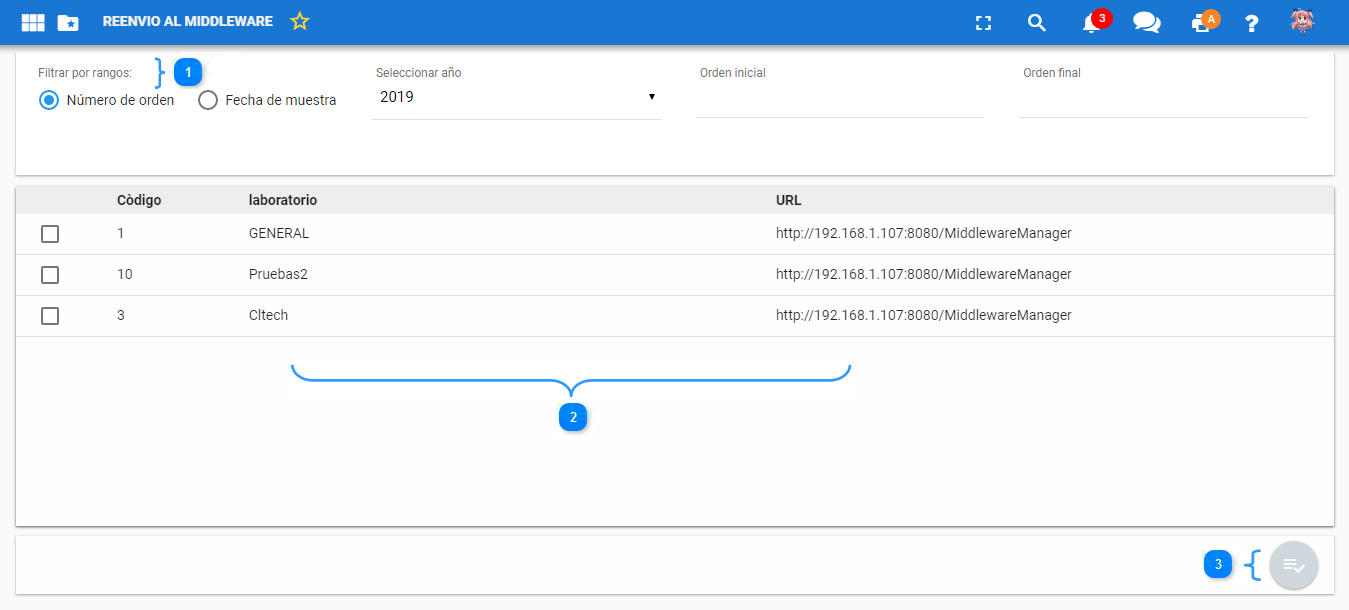 REENVIO AL MIDDLEWARE
3
A
?
Filtrar por rangos:
1
Seleccionar año
Orden inicial
Orden final
Número de orden
Fecha de muestra
2019
Còdigo laboratorio URL
1 GENERAL http://192.168.1.107:8080/MiddlewareManager
10 Pruebas2 http://192.168.1.107:8080/MiddlewareManager
3 Cltech http://192.168.1.107:8080/MiddlewareManager
2
3